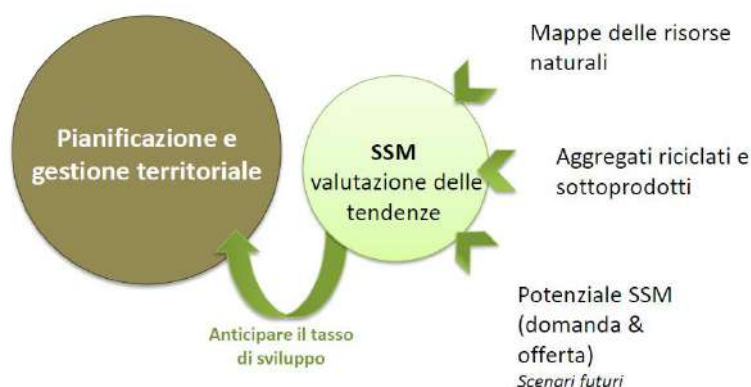 Pianificazione e
gestione territoriale
SSM
valutazione delle
tendenze
Mappe delle risorse
naturali
Aggregati riciclati e
sottoprodotti
Potenziale SSM
(domanda &
offerta)
Scenari futuri
Anticipare il tasso
di sviluppo